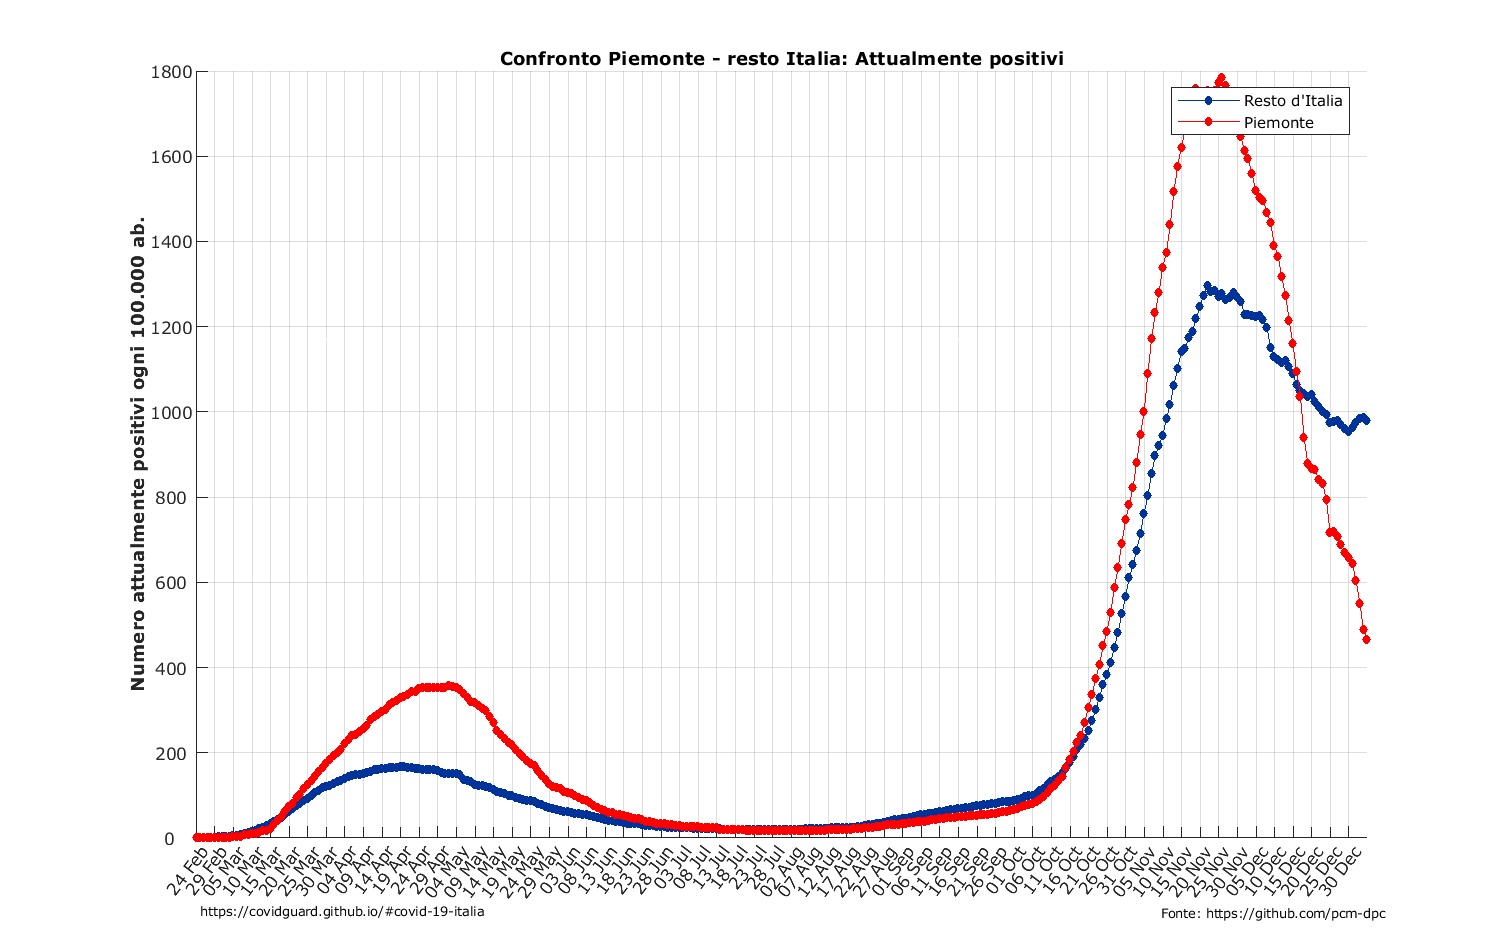 Confronto Piemonte - resto Italia: Attualmente positivi
Numero attualmente positivi ogni 100.000 ab.
1800
1600
1400
1200
1000
800
600
400
200
0
Resto d'Italia
Piemonte
24 Feb
29 Feb
05 Mar
10 Mar
15 Mar
20 Mar
25 Mar
30 Mar
04 Apr
09 Apr
14 Apr
19 Apr
24 Apr
29 Apr
04 May
09 May
14 May
19 May
24 May
29 May
03 Jun
08 Jun
13 Jun
18 Jun
23 Jun
28 Jun
03 Jul
08 Jul
13 Jul
18 Jul
23 Jul
28 Jul
02 Aug
07 Aug
12 Aug
17 Aug
22 Aug
27 Aug
01 Sep
06 Sep
11 Sep
16 Sep
21 Sep
26 Sep
01 Oct
06 Oct
11 Oct
16 Oct
21 Oct
26 Oct
31 Oct
05 Nov
10 Nov
15 Nov
20 Nov
25 Nov
30 Nov
05 Dec
10 Dec
15 Dec
20 Dec
25 Dec
30 Dec
https://covidguard.github.io/#covid-19-italia
Fonte: https://github.com/pcm-dpc